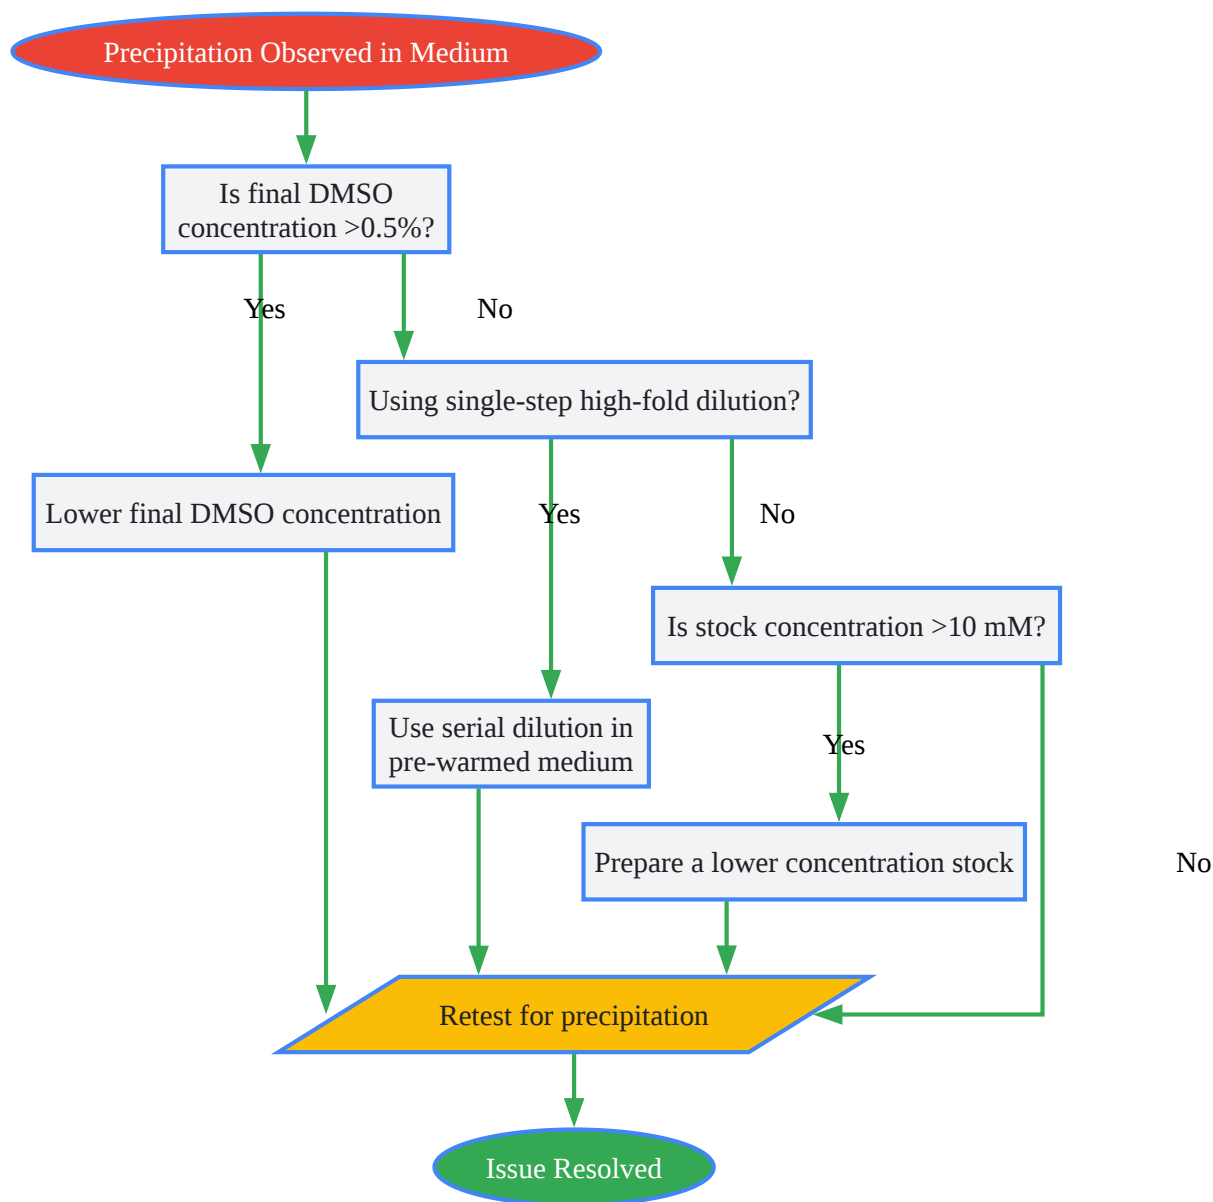 Precipitation Observed in Medium
Is final DMSO
concentration >0.5%?
Yes
No
Using single-step high-fold dilution?
Lower final DMSO concentration
Yes
No
Is stock concentration >10 mM?
Use serial dilution in
pre-warmed medium
Yes
Prepare a lower concentration stock
No
Retest for precipitation
Issue Resolved